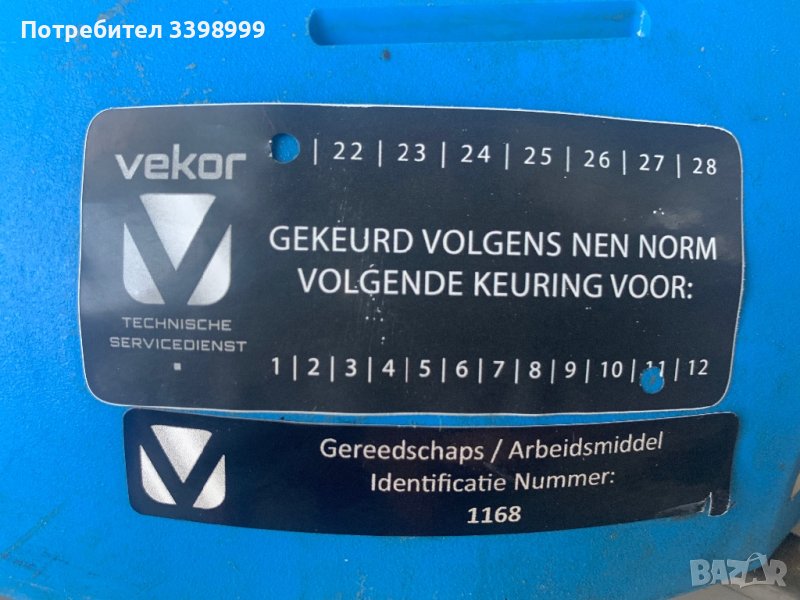 Потребител 3398999
vekor
| 22 | 23 | 24 | 25 | 26 | 27 | 28
GEKEURD VOLGENS NEN NORM
VOLGENDE KEURING VOOR:
TECHNISCHE
SERVICEDIENST
1 | 2 | 3 | 4 | 5 | 6 | 7 | 8 | 9 | 10 | 11 | 12
Gereedschaps / Arbeidsmiddel
Identificatie Nummer:
1168
BAZAR